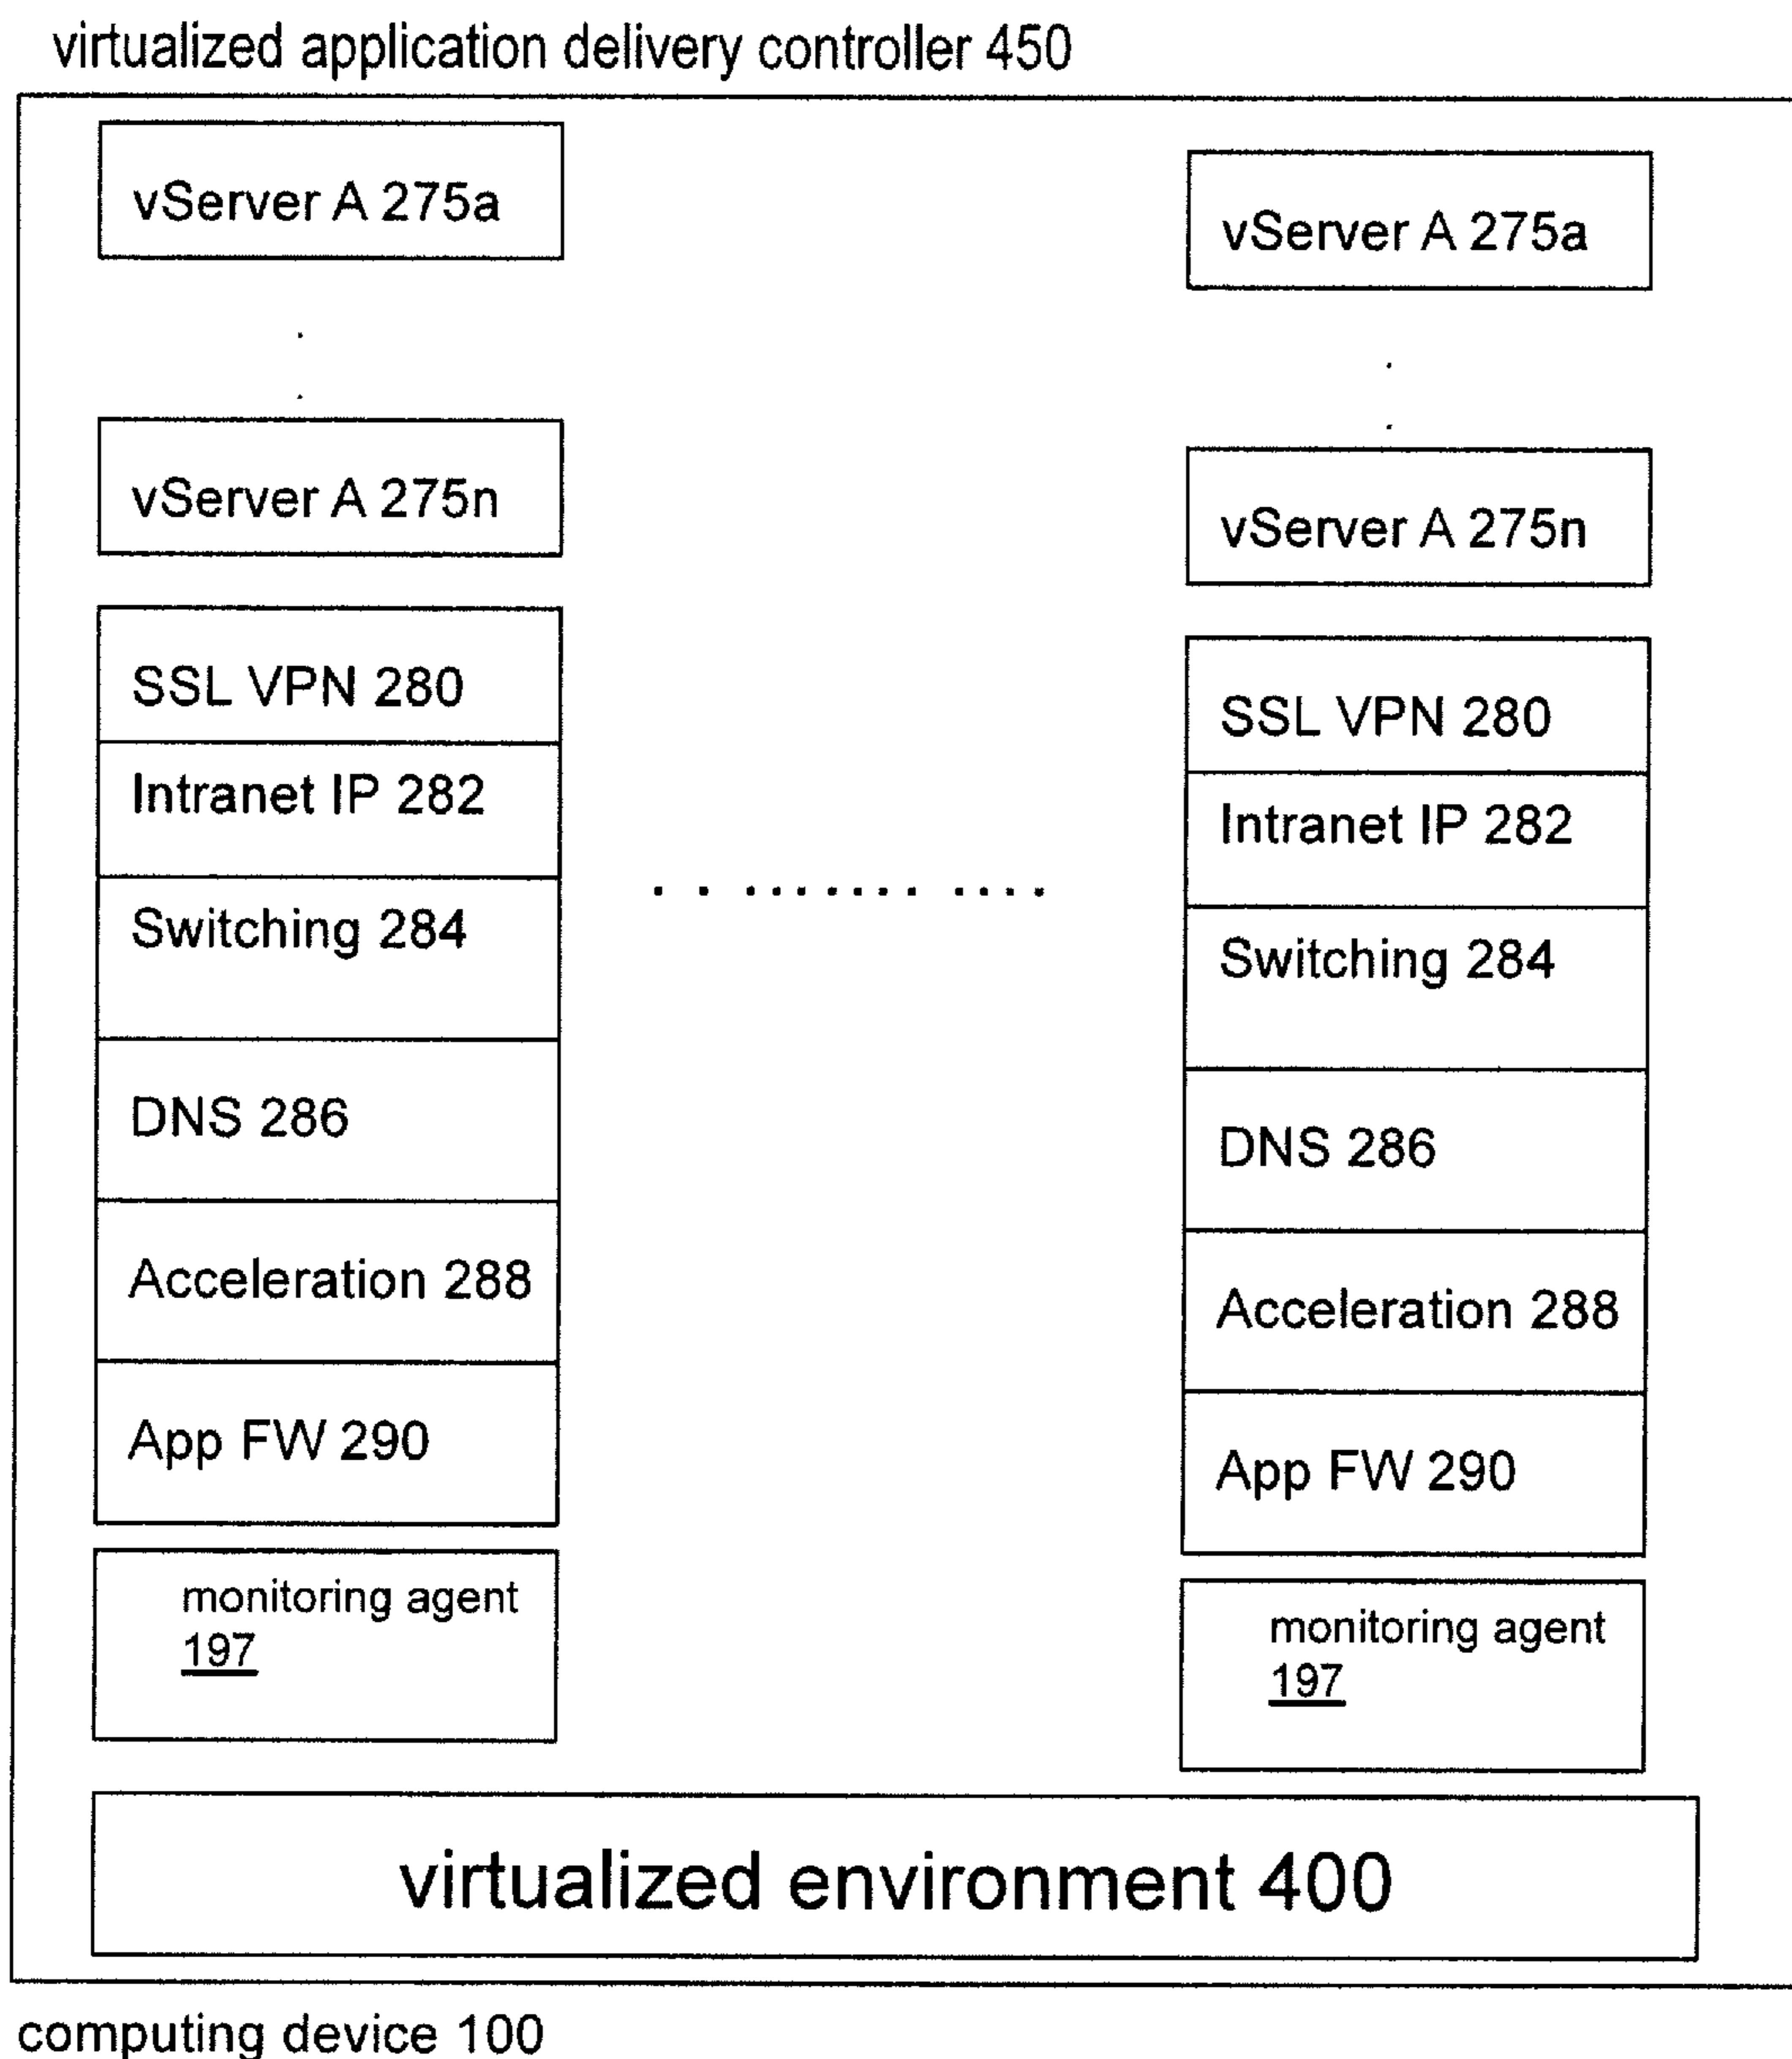 virtualized application delivery controller 450
vServer A 275a
vServer A 275n
SSL VPN 280
Intranet IP 282
Switching 284
DNS 286
Acceleration 288
App FW 290
monitoring agent
197
vServer A 275a
vServer A 275n
SSL VPN 280
Intranet IP 282
Switching 284
DNS 286
Acceleration 288
App FW 290
monitoring agent
197
virtualized environment 400
computing device 100